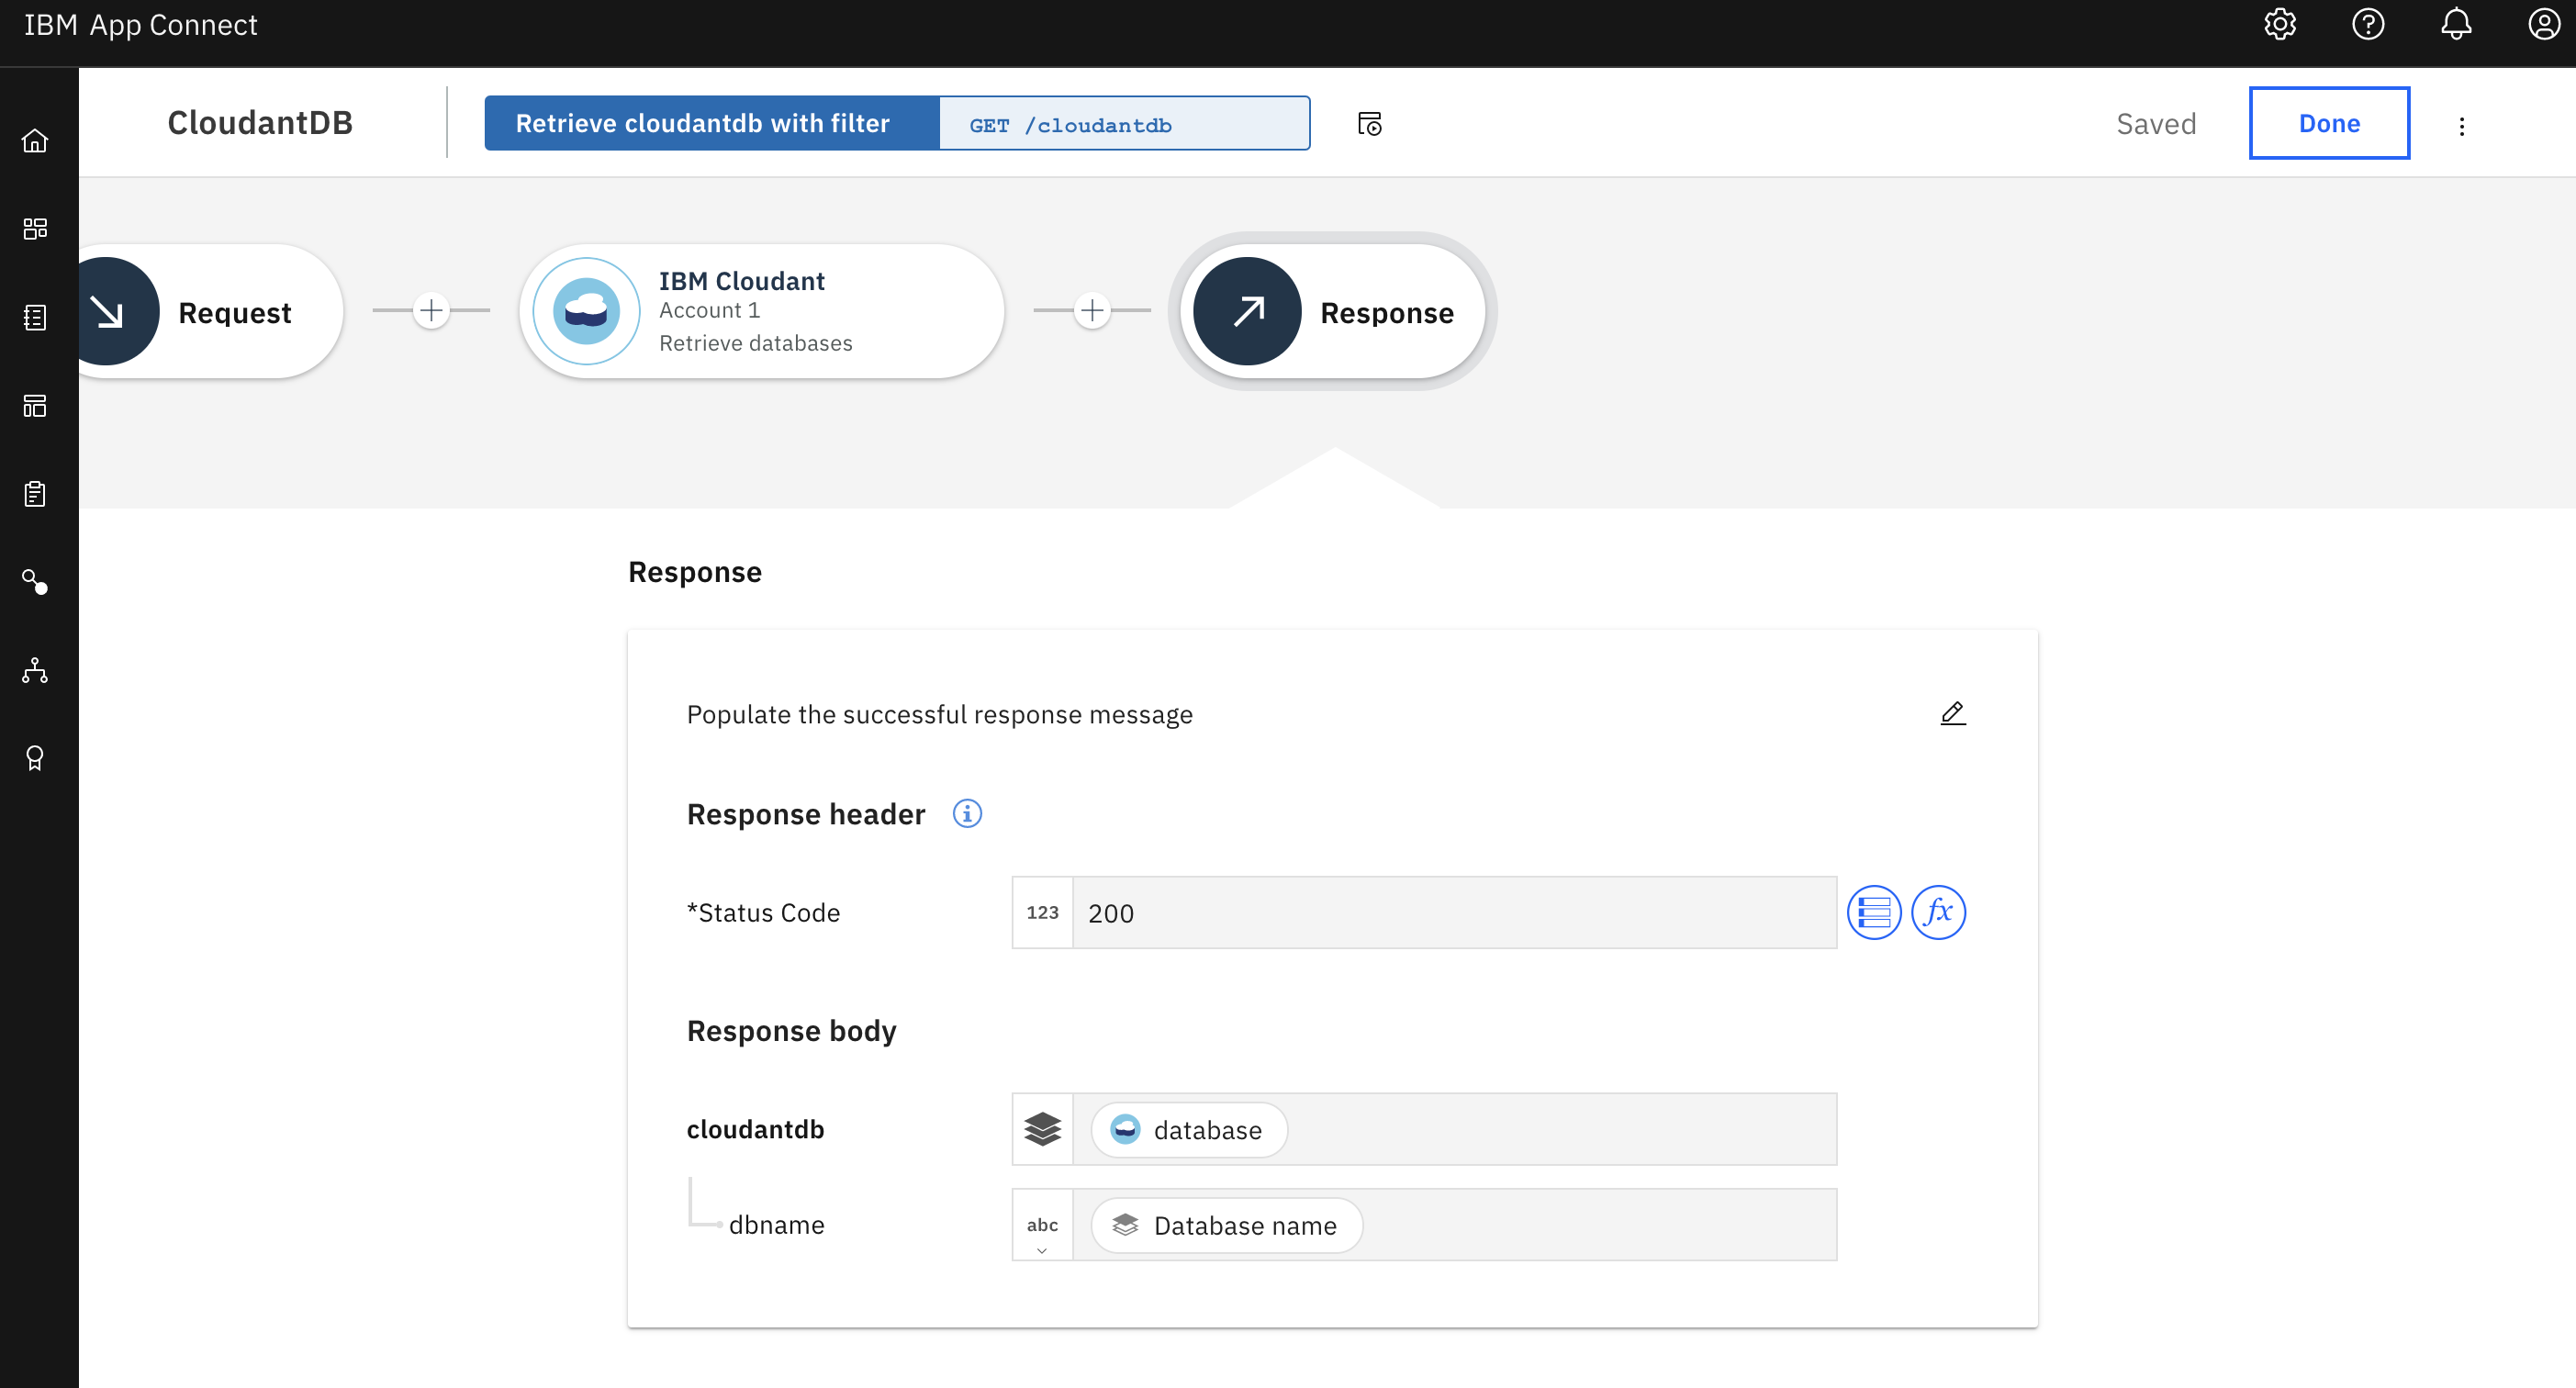 IBM App Connect
CloudantDB
Retrieve cloudantdb with filter
GET /cloudantdb
Saved
Done
Request
IBM Cloudant
Account 1
Retrieve databases
Response
Response
Populate the successful response message
Response header
*Status Code
123
200
fx
Response body
cloudantdb
database
dbname
abc
Database name